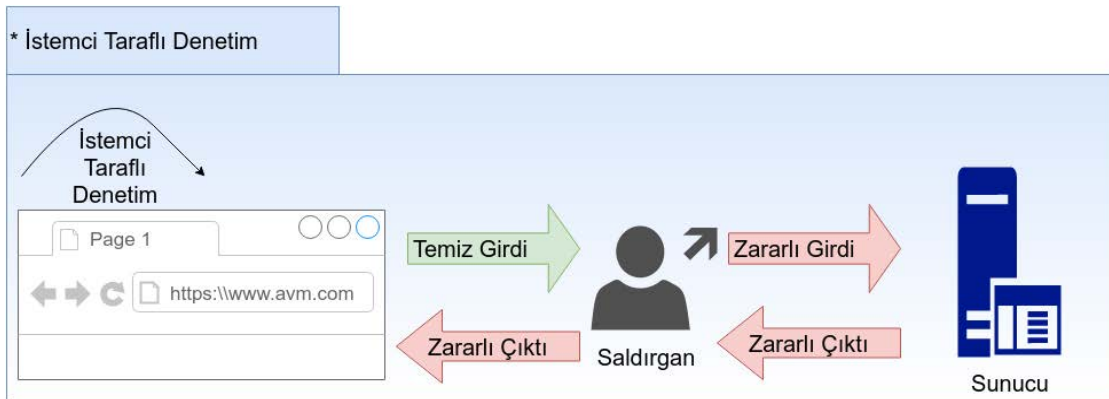 * İstemci Taraflı Denetim
İstemci
Taraflı
Denetim
Page 1
https:\\www.avm.com
Temiz Girdi
Zararlı Girdi
Zararlı Çıktı
Saldırgan
Zararlı Çıktı
Sunucu